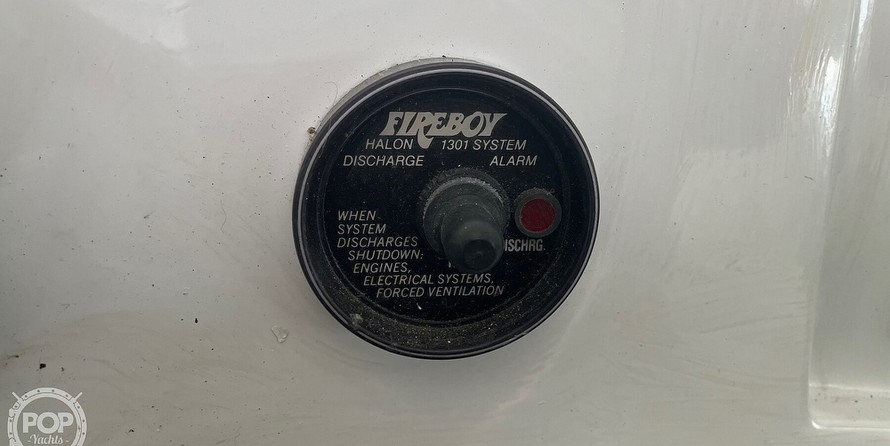 FIREBOY
HALON 1301 SYSTEM
DISCHARGE ALARM
WHEN
SYSTEM
DISCHARGES
SHUTDOWN:
ENGINES,
ELECTRICAL SYSTEMS,
FORCED VENTILATION
ISCHRG.
POP
-Yachts-